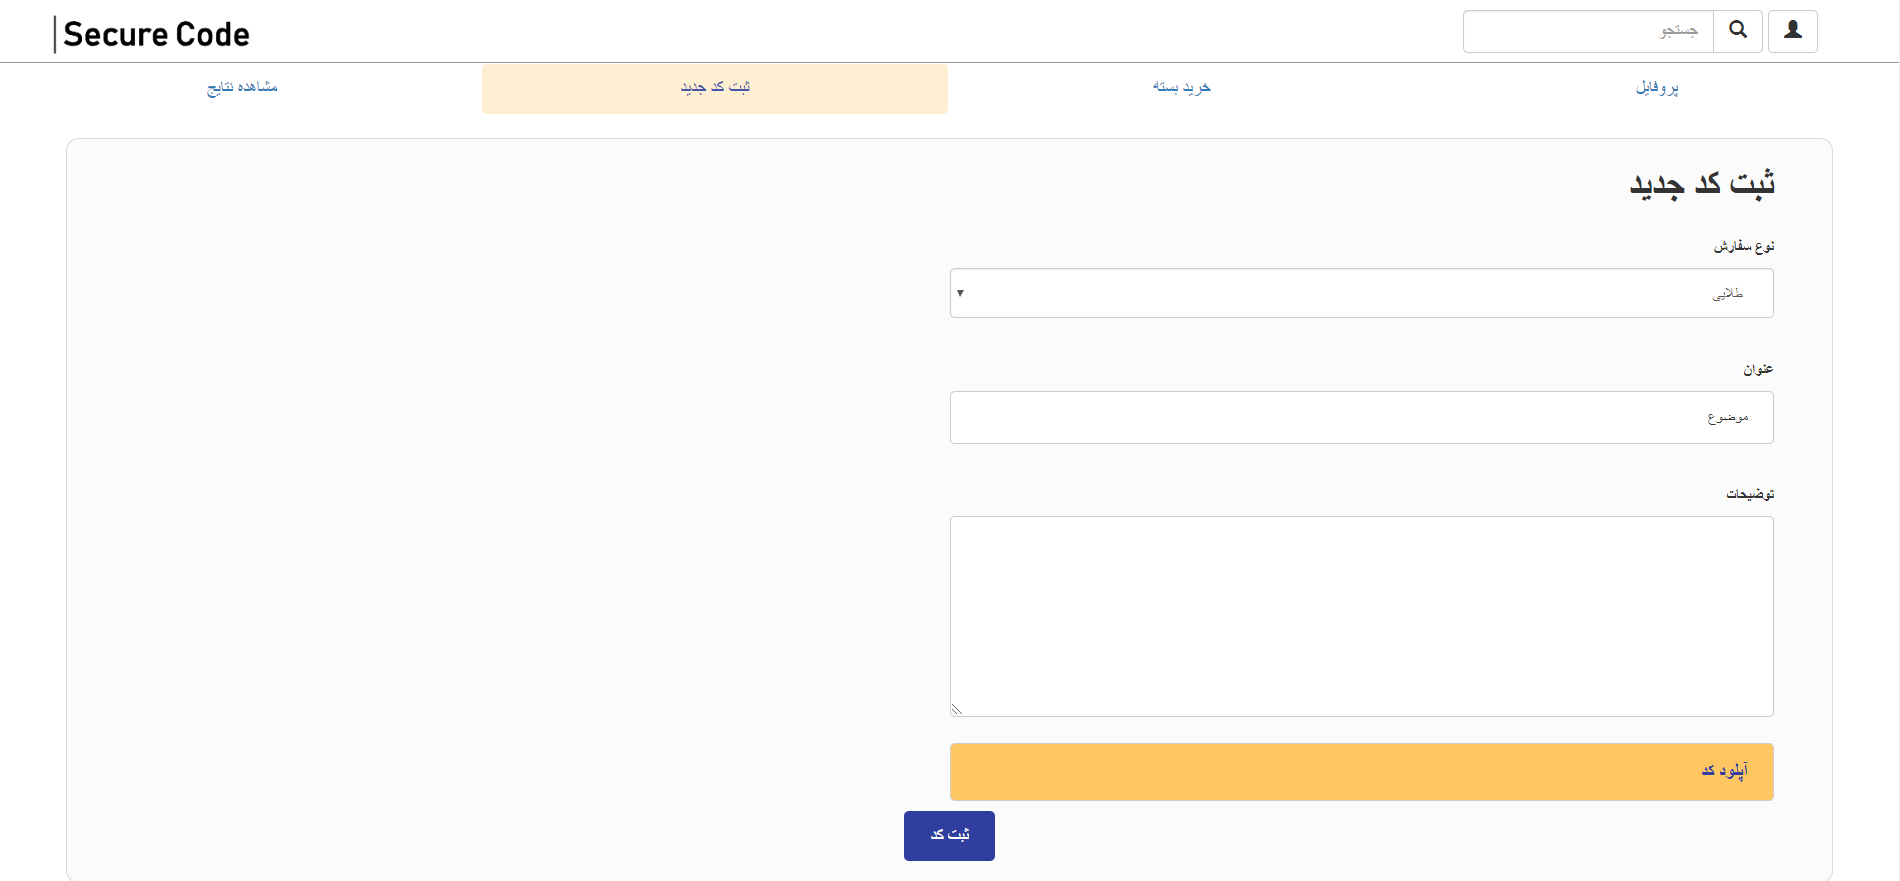 Secure Code
جستجو
پروفایل
خرید بسته
ثبت کد جدید
مشاهده نتایج
ثبت کد جدید
نوع سفارش
طلایی
عنوان
موضوع
توضیحات
آپلود کد
ثبت کد